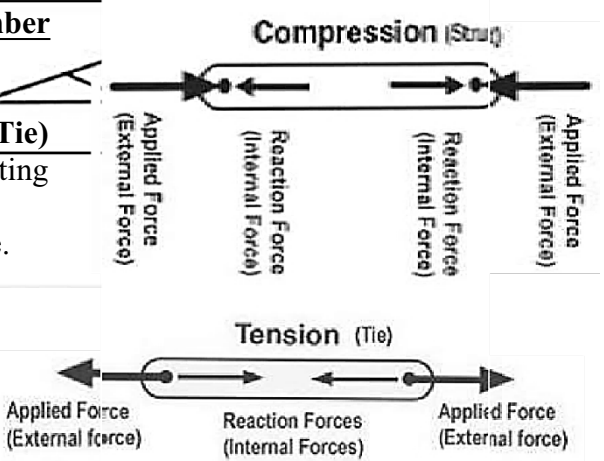 mber
Compression (Strut)
Tie)
ting
e.
Applied Force
(External Force)
Reaction Force
(Internal Force)
Reaction Force
(Internal Force)
Applied Force
(External Force)
Tension (Tie)
Applied Force
(External force)
Reaction Forces
(Internal Forces)
Applied Force
(External force)